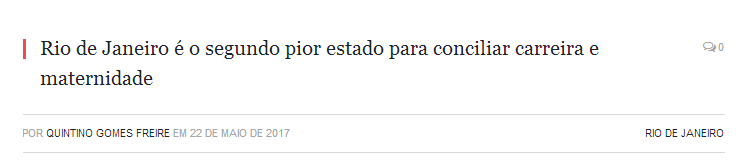 Rio de Janeiro é o segundo pior estado para conciliar carreira e
maternidade
0
POR QUINTINO GOMES FREIRE EM 22 DE MAIO DE 2017
RIO DE JANEIRO